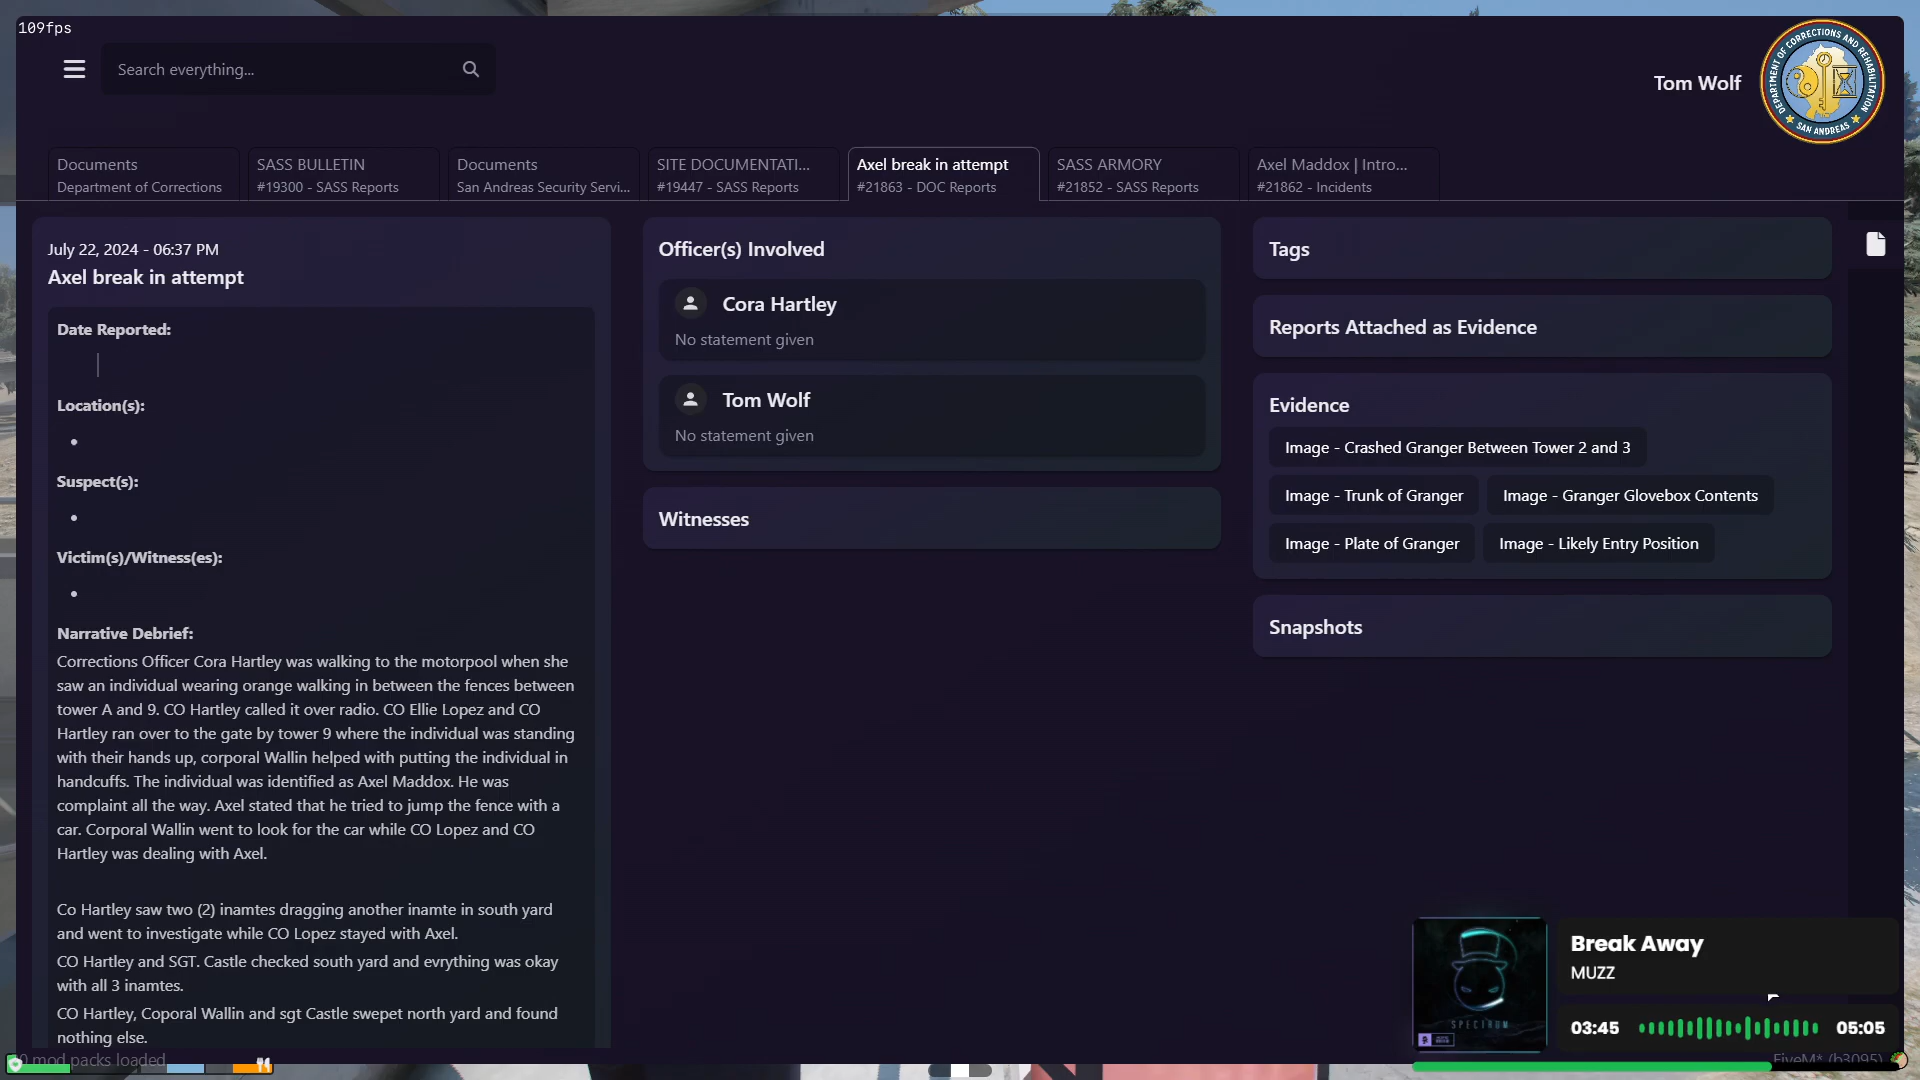 109fps
Search everything...
Tom Wolf
DEPARTMENT OF CORRECTIONS AND REHABILITATION
SAN ANDREAS
Documents
Department of Corrections
SASS BULLETIN
#19300 - SASS Reports
Documents
San Andreas Security Servi...
SITE DOCUMENTATI...
#19447 - SASS Reports
Axel break in attempt
#21863 - DOC Reports
SASS ARMORY
#21852 - SASS Reports
Axel Maddox | Intro...
#21862 - Incidents
July 22, 2024 - 06:37 PM
Axel break in attempt
Date Reported:
Location(s):
Suspect(s):
Victim(s)/Witness(es):
Narrative Debrief:
Corrections Officer Cora Hartley was walking to the motorpool when she
saw an individual wearing orange walking in between the fences between
tower A and 9. CO Hartley called it over radio. CO Ellie Lopez and CO
Hartley ran over to the gate by tower 9 where the individual was standing
with their hands up, corporal Wallin helped with putting the individual in
handcuffs. The individual was identified as Axel Maddox. He was
complaint all the way. Axel stated that he tried to jump the fence with a
car. Corporal Wallin went to look for the car while CO Lopez and CO
Hartley was dealing with Axel.
Co Hartley saw two (2) inamtes dragging another inamte in south yard
and went to investigate while CO Lopez stayed with Axel.
CO Hartley and SGT. Castle checked south yard and evrything was okay
with all 3 inamtes.
CO Hartley, Coporal Wallin and sgt Castle swepet north yard and found
nothing else.
Officer(s) Involved
Cora Hartley
No statement given
Tom Wolf
No statement given
Witnesses
Tags
Reports Attached as Evidence
Evidence
Image - Crashed Granger Between Tower 2 and 3
Image - Trunk of Granger
Image - Granger Glovebox Contents
Image - Plate of Granger
Image - Likely Entry Position
Snapshots
SPECTRUM
Break Away
MUZZ
03:45
05:05
0 mod packs loaded
FiveM* (b3095)